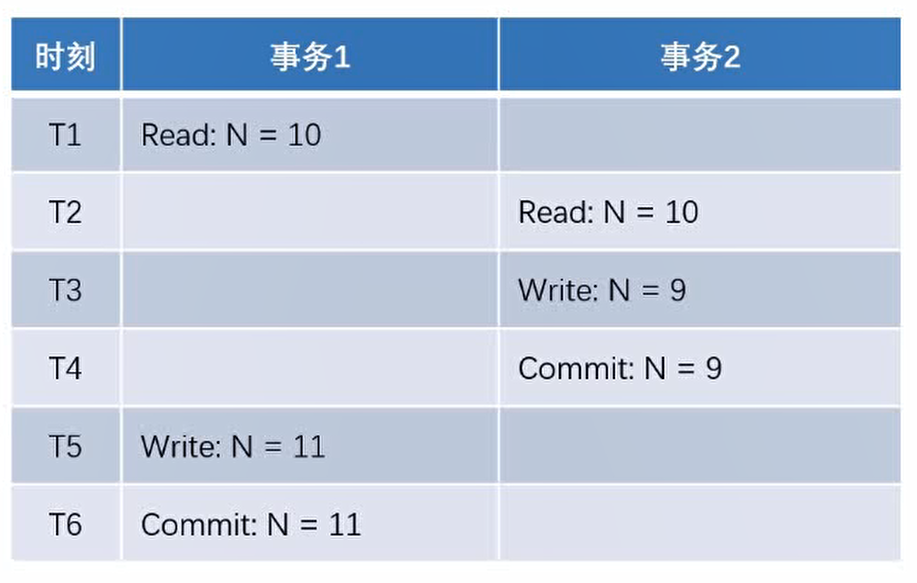 时刻 事务1 事务2
T1 Read: N = 10
T2 Read: N = 10
T3 Write: N = 9
T4 Commit: N = 9
T5 Write: N = 11
T6 Commit: N = 11